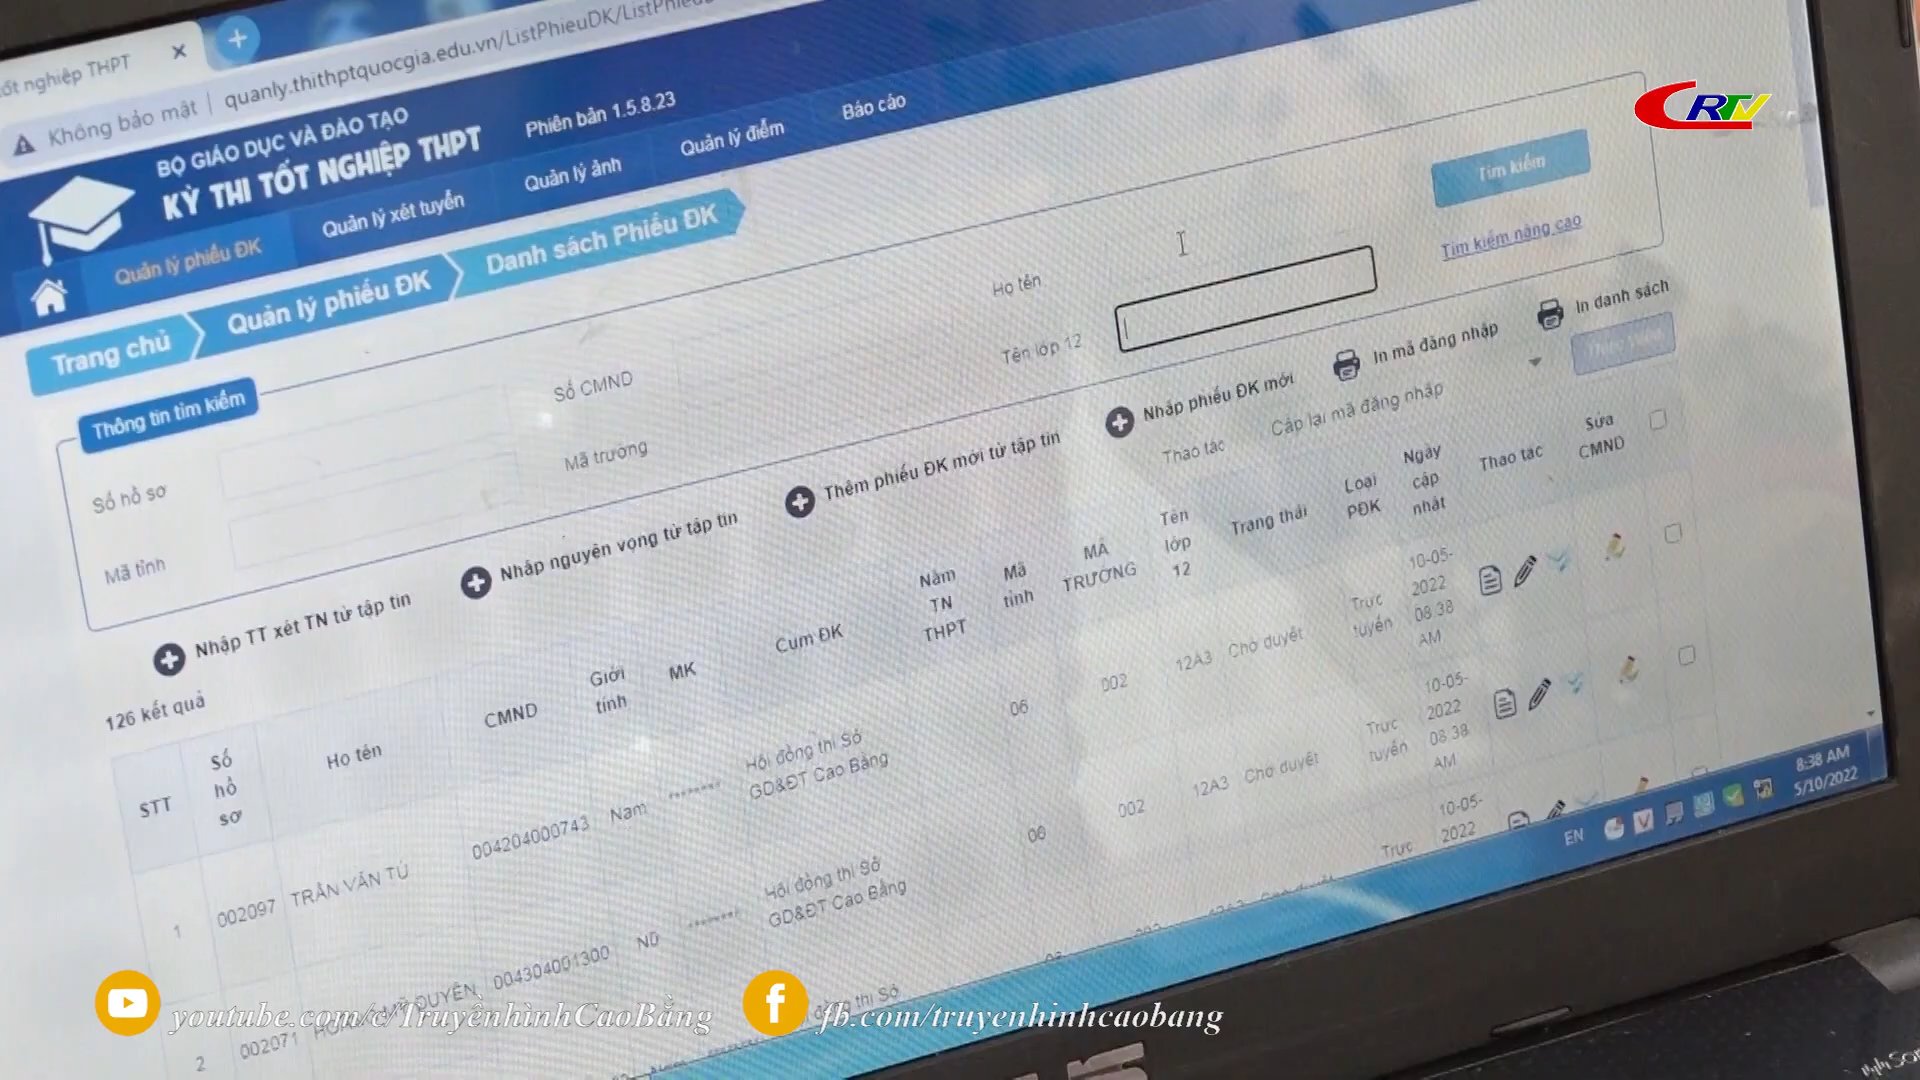 ốt nghiệp THPT
Không bảo mật | quanly.thithptquocgia.edu.vn/ListPhieuDK/ListPhieu
BỘ GIÁO DỤC VÀ ĐÀO TẠO
KỲ THI TỐT NGHIỆP THPT
Phiên bản 1.5.8.23
Quản lý phiếu ĐK
Quản lý xét tuyển
Quản lý ảnh
Quản lý điểm
Báo cáo
CRTV
Trang chủ
Quản lý phiếu ĐK
Danh sách Phiếu ĐK
Thông tin tìm kiếm
Số hồ sơ
Số CMND
Họ tên
Tìm kiếm
Mã tỉnh
Mã trường
Tên lớp 12
Tìm kiếm nâng cao
Nhập TT xét TN từ tập tin
Nhập nguyện vọng từ tập tin
Thêm phiếu ĐK mới từ tập tin
Nhập phiếu ĐK mới
In mã đăng nhập
In danh sách
Thao tác
Cấp lại mã đăng nhập
126 kết quả
STT
Số hồ sơ
Họ tên
CMND
Giới tính
MK
Cụm ĐK
Năm TN THPT
Mã tỉnh
MÃ TRƯỜNG
Tên lớp 12
Trạng thái
Loại PĐK
Ngày cập nhật
Thao tác
Sửa CMND
1
002097
TRẦN VĂN TÚ
004204000743
Nam
********
Hội đồng thi Sở GD&ĐT Cao Bằng
06
002
12A3
Chờ duyệt
Trực tuyến
10-05-2022 08:38 AM
2
002071
004304001300
Nữ
********
Hội đồng thi Sở GD&ĐT Cao Bằng
06
002
12A3
Chờ duyệt
Trực tuyến
10-05-2022 08:38 AM
Trực
10-05-2022
EN
8:38 AM
5/10/2022
youtube.com/c/TruyềnhìnhCaoBằng
fb.com/truyenhinhcaobang